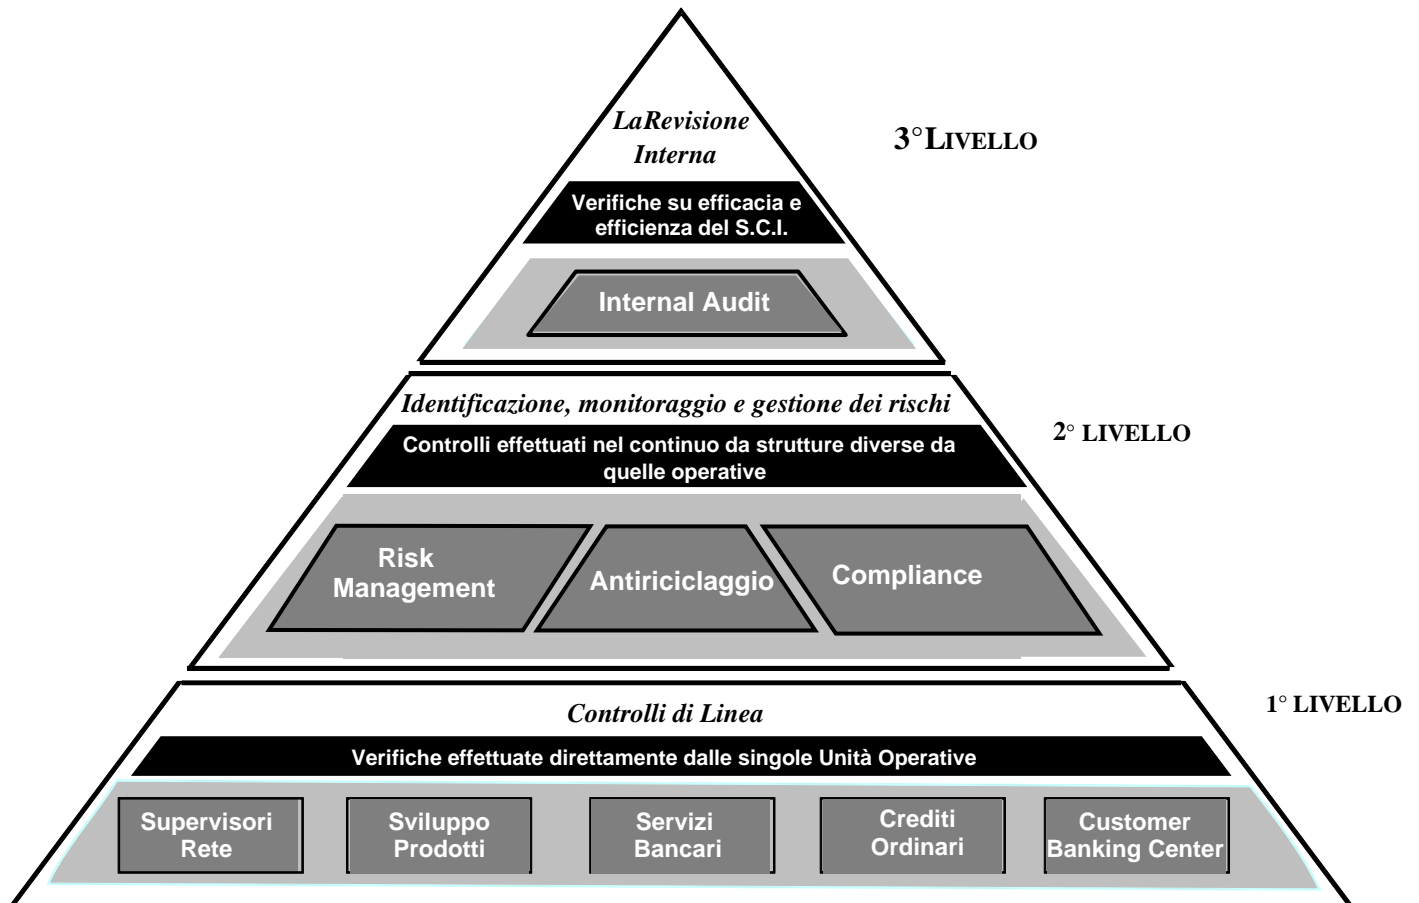 LaRevisione
Interna
3°LIVELLO
Verifiche su efficacia e
efficienza del S.C.I.
Internal Audit
Identificazione, monitoraggio e gestione dei rischi
2° LIVELLO
Controlli effettuati nel continuo da strutture diverse da
quelle operative
Risk
Management
Antiriciclaggio
Compliance
1° LIVELLO
Controlli di Linea
Verifiche effettuate direttamente dalle singole Unità Operative
Supervisori
Rete
Sviluppo
Prodotti
Servizi
Bancari
Crediti
Ordinari
Customer
Banking Center